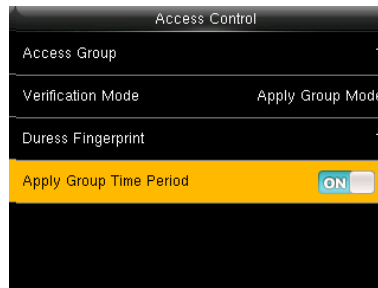 Access Control
Access Group
Verification Mode Apply Group Mode
Duress Fingerprint
Apply Group Time Period ON